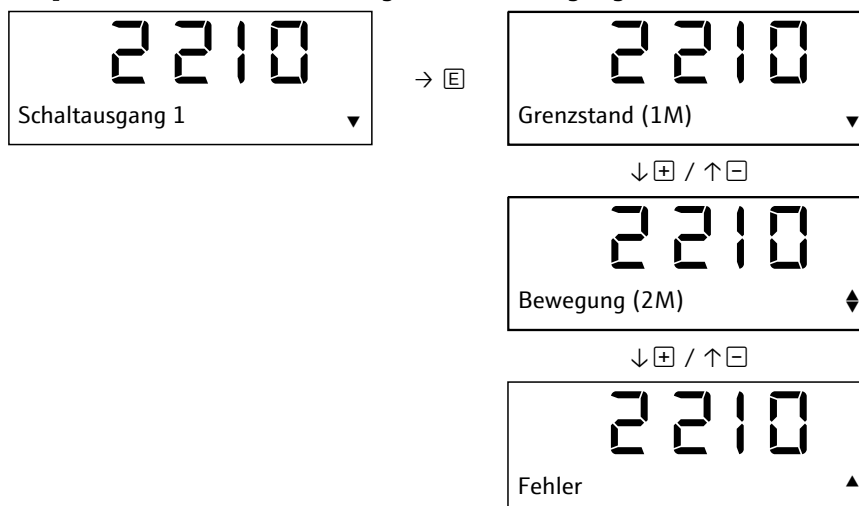 2210
Schaltausgang 1 ▼
→ E
2210
Grenzstand (1M) ▼
↓ + / ↑ -
2210
Bewegung (2M)
↓ + / ↑ -
2210
Fehler ▲